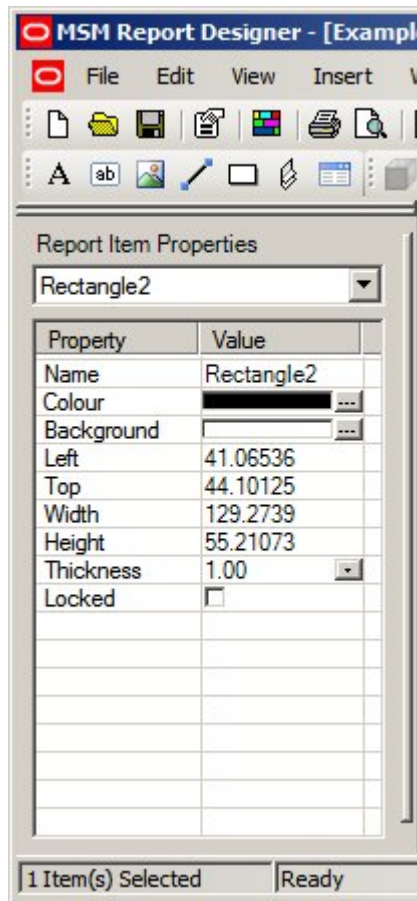 MSM Report Designer - [Exampl
File Edit View Insert
A ab
Report Item Properties
Rectangle2
Property Value
Name Rectangle2
Colour ...
Background ...
Left 41.06536
Top 44.10125
Width 129.2739
Height 55.21073
Thickness 1.00
Locked
1 Item(s) Selected Ready